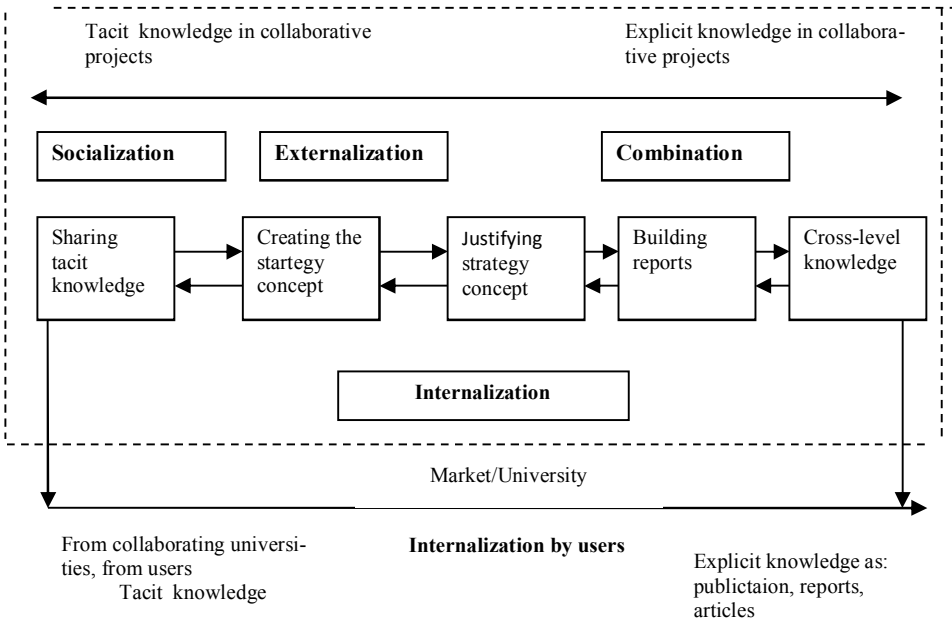 Tacit knowledge in collaborative
projects
Explicit knowledge in collabora-
tive projects
Socialization
Externalization
Combination
Sharing
tacit
knowledge
Creating the
startegy
concept
Justifying
strategy
concept
Building
reports
Cross-level
knowledge
Internalization
Market/University
From collaborating universi-
ties, from users
Tacit knowledge
Internalization by users
Explicit knowledge as:
publictaion, reports,
articles